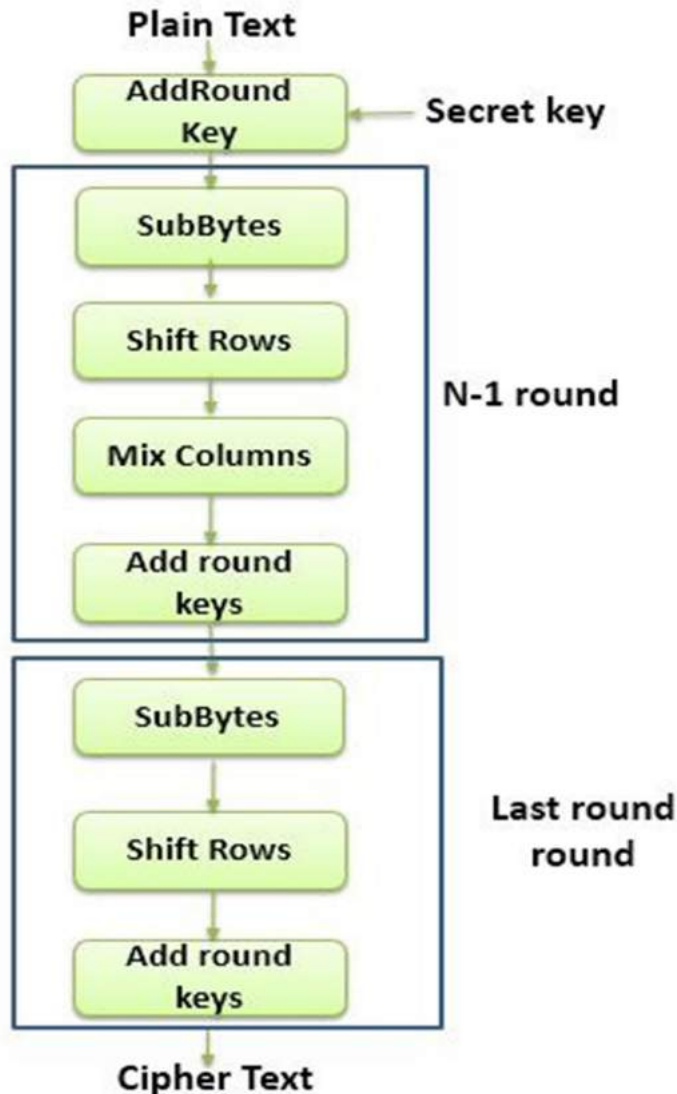 Plain Text
AddRound
Key
Secret key
SubBytes
Shift Rows
N-1 round
Mix Columns
Add round
keys
SubBytes
Last round
round
Shift Rows
Add round
keys
Cipher Text